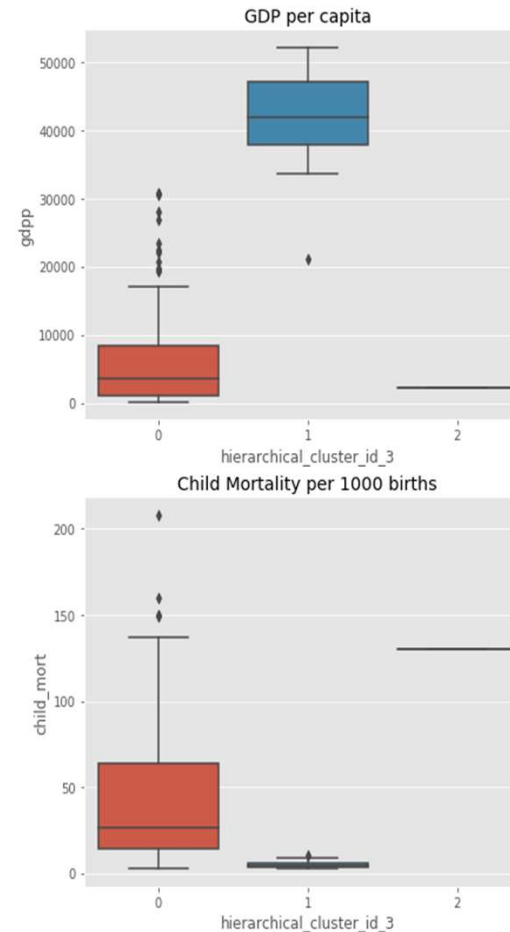 GDP per capita
50000
40000
30000
20000
10000
0
gdpp
0 1 2
hierarchical_cluster_id_3
Child Mortality per 1000 births
200
150
100
50
0
child_mort
0 1 2
hierarchical_cluster_id_3